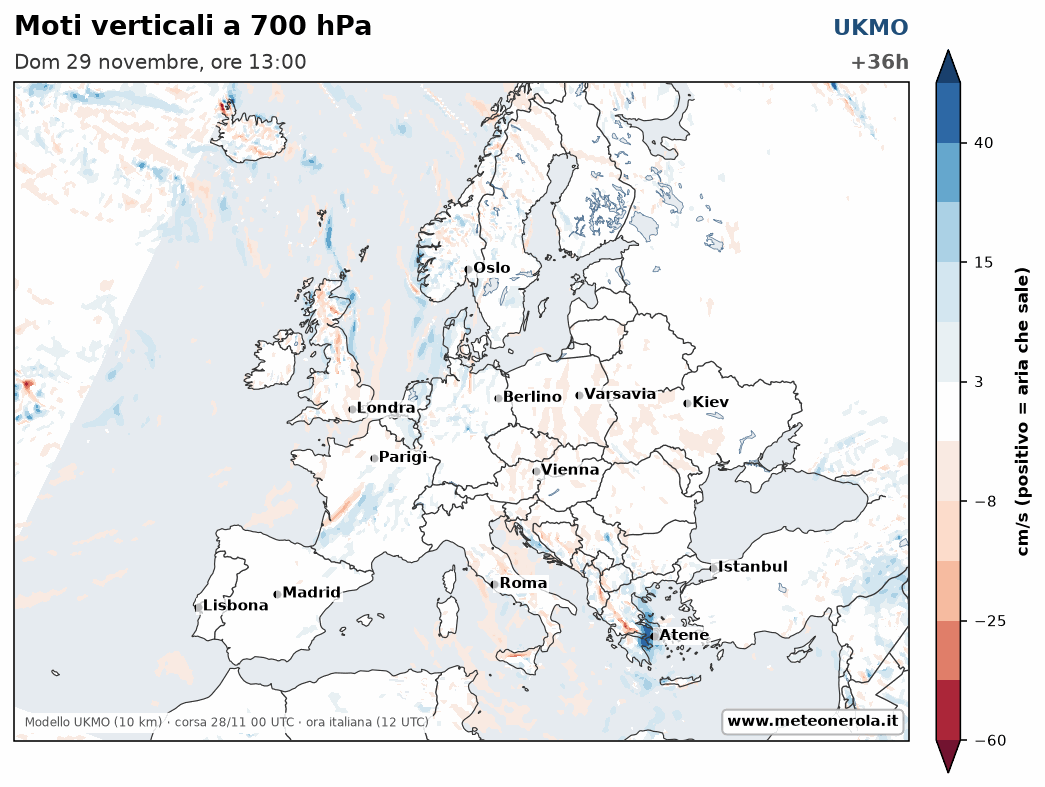 Moti verticali a 700 hPa
UKMO
Dom 29 novembre, ore 13:00
+36h
40
15
3
−8
−25
−60
cm/s (positivo = aria che sale)
Oslo
Londra
Berlino
Varsavia
Kiev
Parigi
Vienna
Istanbul
Roma
Madrid
Lisbona
Atene
Modello UKMO (10 km) · corsa 28/11 00 UTC · ora italiana (12 UTC)
www.meteonerola.it